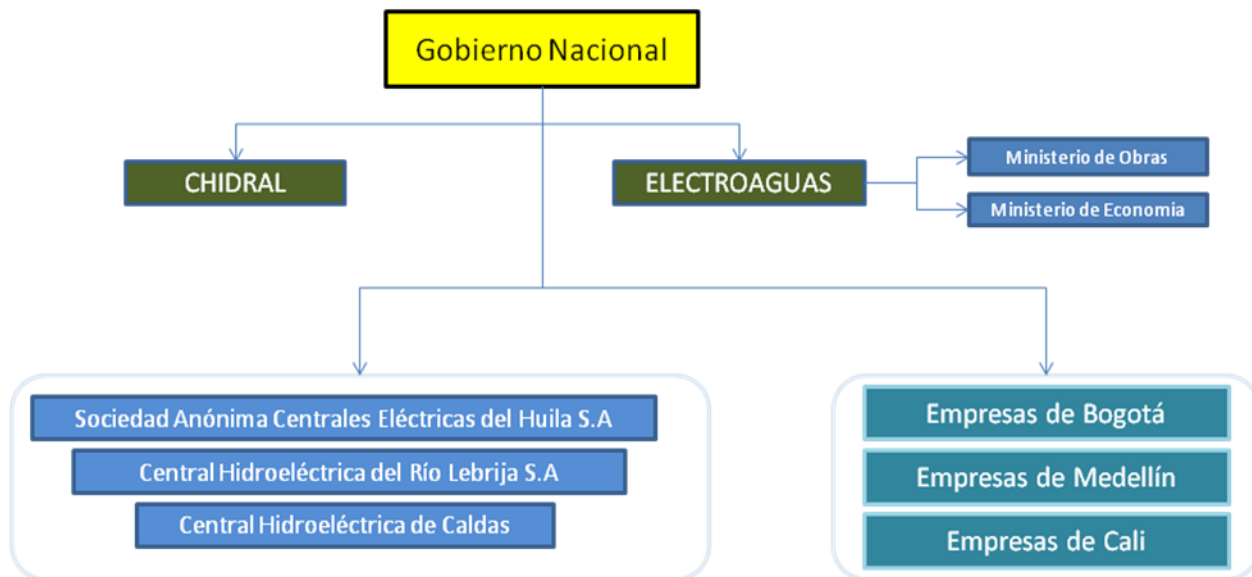 Gobierno Nacional
CHIDRAL
ELECTROAGUAS
Ministerio de Obras
Ministerio de Economía
Sociedad Anónima Centrales Eléctricas del Huila S.A
Central Hidroeléctrica del Río Lebrija S.A
Central Hidroeléctrica de Caldas
Empresas de Bogotá
Empresas de Medellín
Empresas de Cali